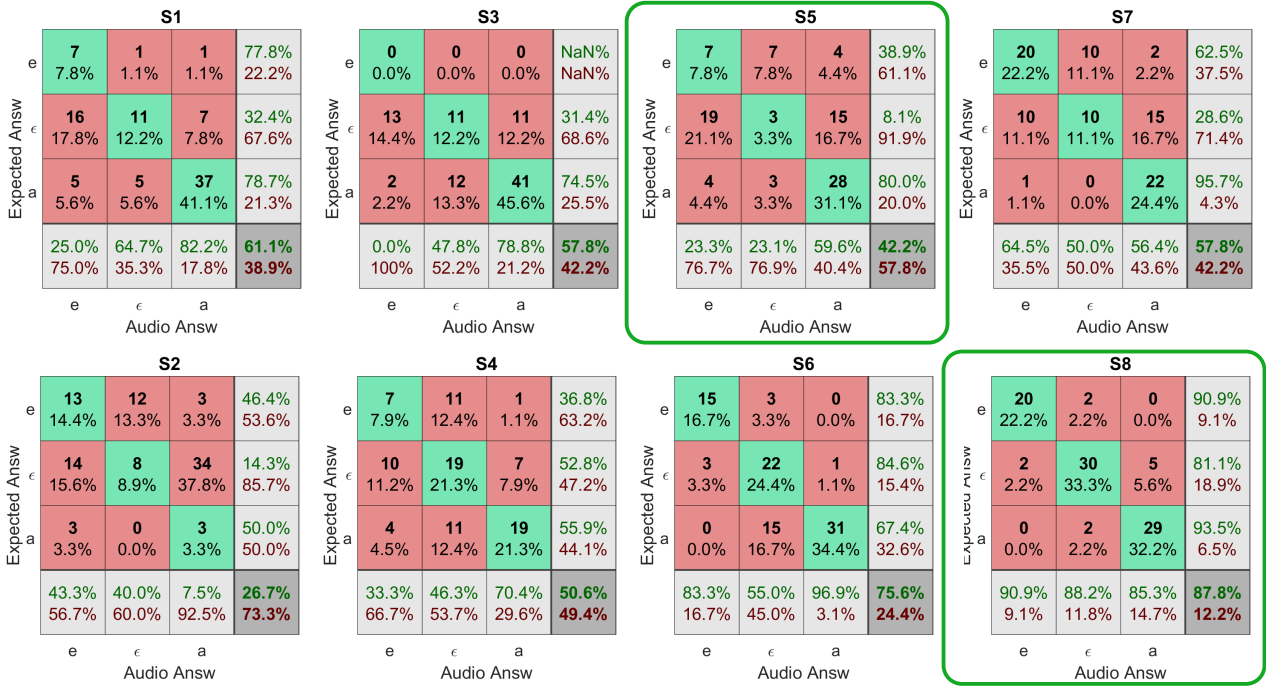 S1
Expected Answ
e
7 1 1 77.8%
7.8% 1.1% 1.1% 22.2%
ϵ
16 11 7 32.4%
17.8% 12.2% 7.8% 67.6%
a
5 5 37 78.7%
5.6% 5.6% 41.1% 21.3%
25.0% 64.7% 82.2% 61.1%
75.0% 35.3% 17.8% 38.9%
e ϵ a
Audio Answ
S3
Expected Answ
e
0 0 0 NaN%
0.0% 0.0% 0.0% NaN%
ϵ
13 11 11 31.4%
14.4% 12.2% 12.2% 68.6%
a
2 12 41 74.5%
2.2% 13.3% 45.6% 25.5%
0.0% 47.8% 78.8% 57.8%
100% 52.2% 21.2% 42.2%
e ϵ a
Audio Answ
S5
Expected Answ
e
7 7 4 38.9%
7.8% 7.8% 4.4% 61.1%
ϵ
19 3 15 8.1%
21.1% 3.3% 16.7% 91.9%
a
4 3 28 80.0%
4.4% 3.3% 31.1% 20.0%
23.3% 23.1% 59.6% 42.2%
76.7% 76.9% 40.4% 57.8%
e ϵ a
Audio Answ
S7
Expected Answ
e
20 10 2 62.5%
22.2% 11.1% 2.2% 37.5%
ϵ
10 10 15 28.6%
11.1% 11.1% 16.7% 71.4%
a
1 0 22 95.7%
1.1% 0.0% 24.4% 4.3%
64.5% 50.0% 56.4% 57.8%
35.5% 50.0% 43.6% 42.2%
e ϵ a
Audio Answ
S2
Expected Answ
e
13 12 3 46.4%
14.4% 13.3% 3.3% 53.6%
ϵ
14 8 34 14.3%
15.6% 8.9% 37.8% 85.7%
a
3 0 3 50.0%
3.3% 0.0% 3.3% 50.0%
43.3% 40.0% 7.5% 26.7%
56.7% 60.0% 92.5% 73.3%
e ϵ a
Audio Answ
S4
Expected Answ
e
7 11 1 36.8%
7.9% 12.4% 1.1% 63.2%
ϵ
10 19 7 52.8%
11.2% 21.3% 7.9% 47.2%
a
4 11 19 55.9%
4.5% 12.4% 21.3% 44.1%
33.3% 46.3% 70.4% 50.6%
66.7% 53.7% 29.6% 49.4%
e ϵ a
Audio Answ
S6
Expected Answ
e
15 3 0 83.3%
16.7% 3.3% 0.0% 16.7%
ϵ
3 22 1 84.6%
3.3% 24.4% 1.1% 15.4%
a
0 15 31 67.4%
0.0% 16.7% 34.4% 32.6%
83.3% 55.0% 96.9% 75.6%
16.7% 45.0% 3.1% 24.4%
e ϵ a
Audio Answ
S8
Expected Answ
e
20 2 0 90.9%
22.2% 2.2% 0.0% 9.1%
ϵ
2 30 5 81.1%
2.2% 33.3% 5.6% 18.9%
a
0 2 29 93.5%
0.0% 2.2% 32.2% 6.5%
90.9% 88.2% 85.3% 87.8%
9.1% 11.8% 14.7% 12.2%
e ϵ a
Audio Answ